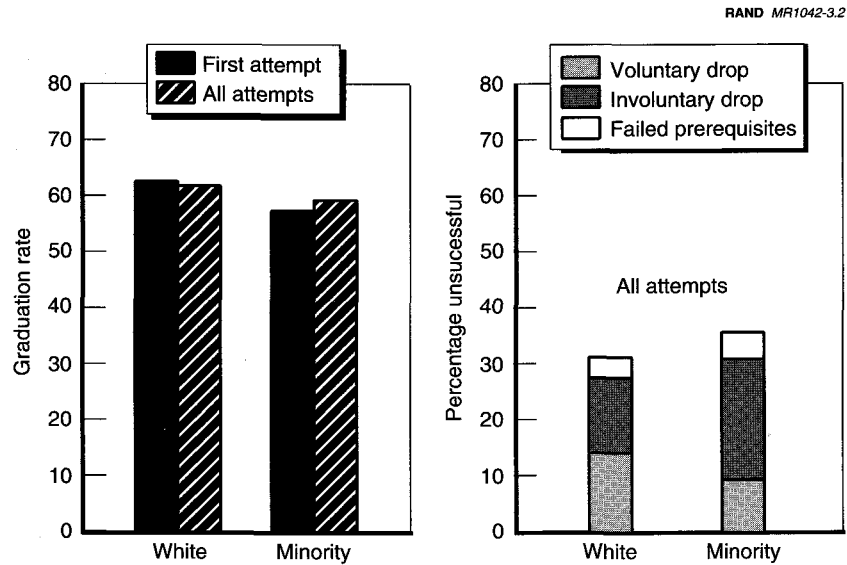 RAND MR1042-3.2
First attempt
All attempts
80
70
60
50
40
30
20
10
0
Graduation rate
White
Minority
Voluntary drop
Involuntary drop
Failed prerequisites
80
70
60
50
40
30
20
10
0
Percentage unsucessful
All attempts
White
Minority